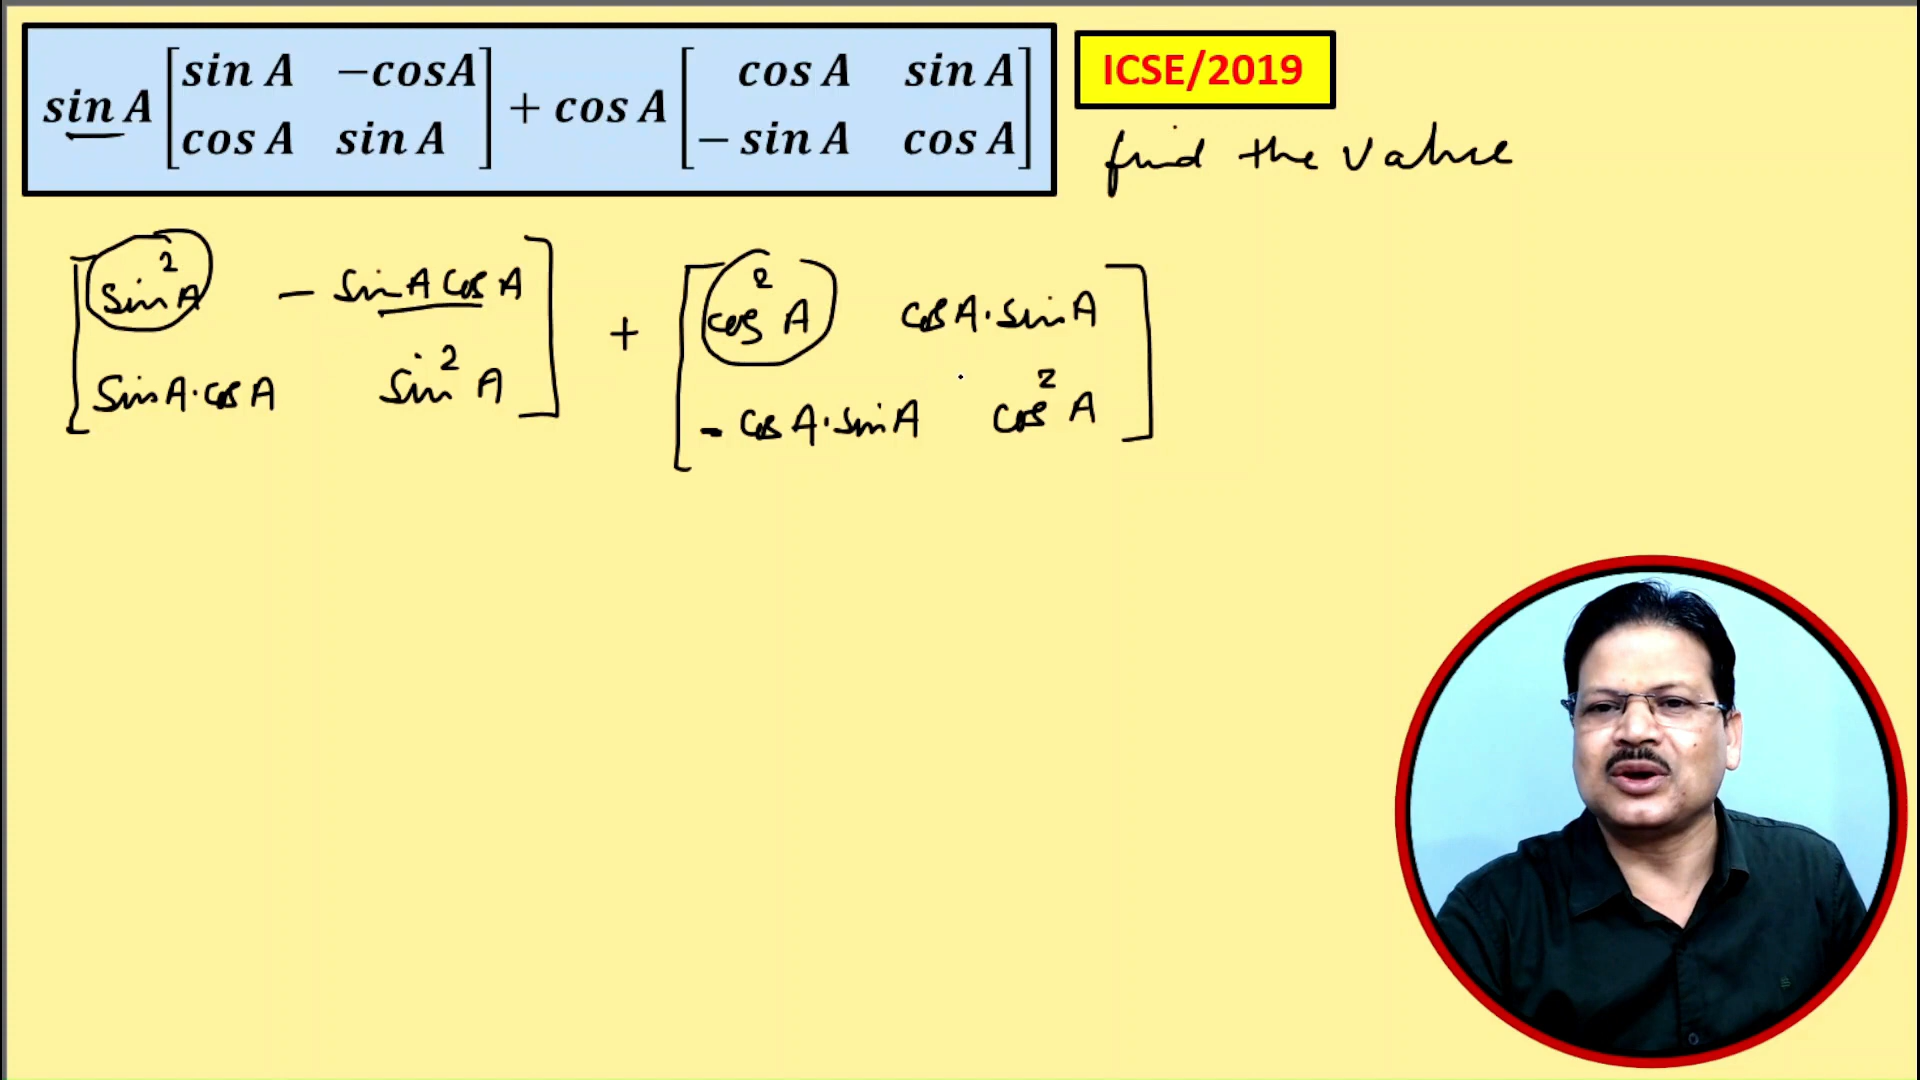 sin A [sin A −cosA] + cos A [cos A sin A]
[cos A sin A] [− sin A cos A]
ICSE/2019
find the value
[sin²A − sinA cosA] + [cos²A cosA·sinA]
[SinA·cosA sin²A] [- cosA·sinA cos²A]